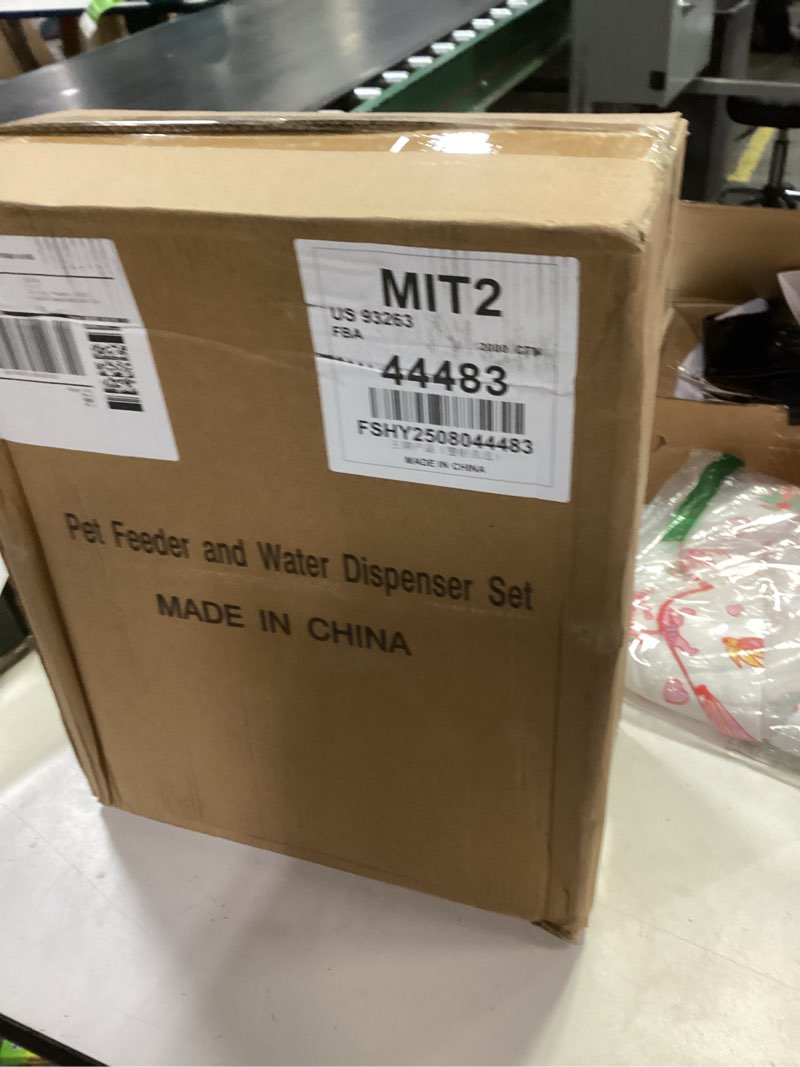 MIT2
US 93263
FBA
44483
FSHY2508044483
MADE IN CHINA
Pet Feeder and Water Dispenser Set
MADE IN CHINA